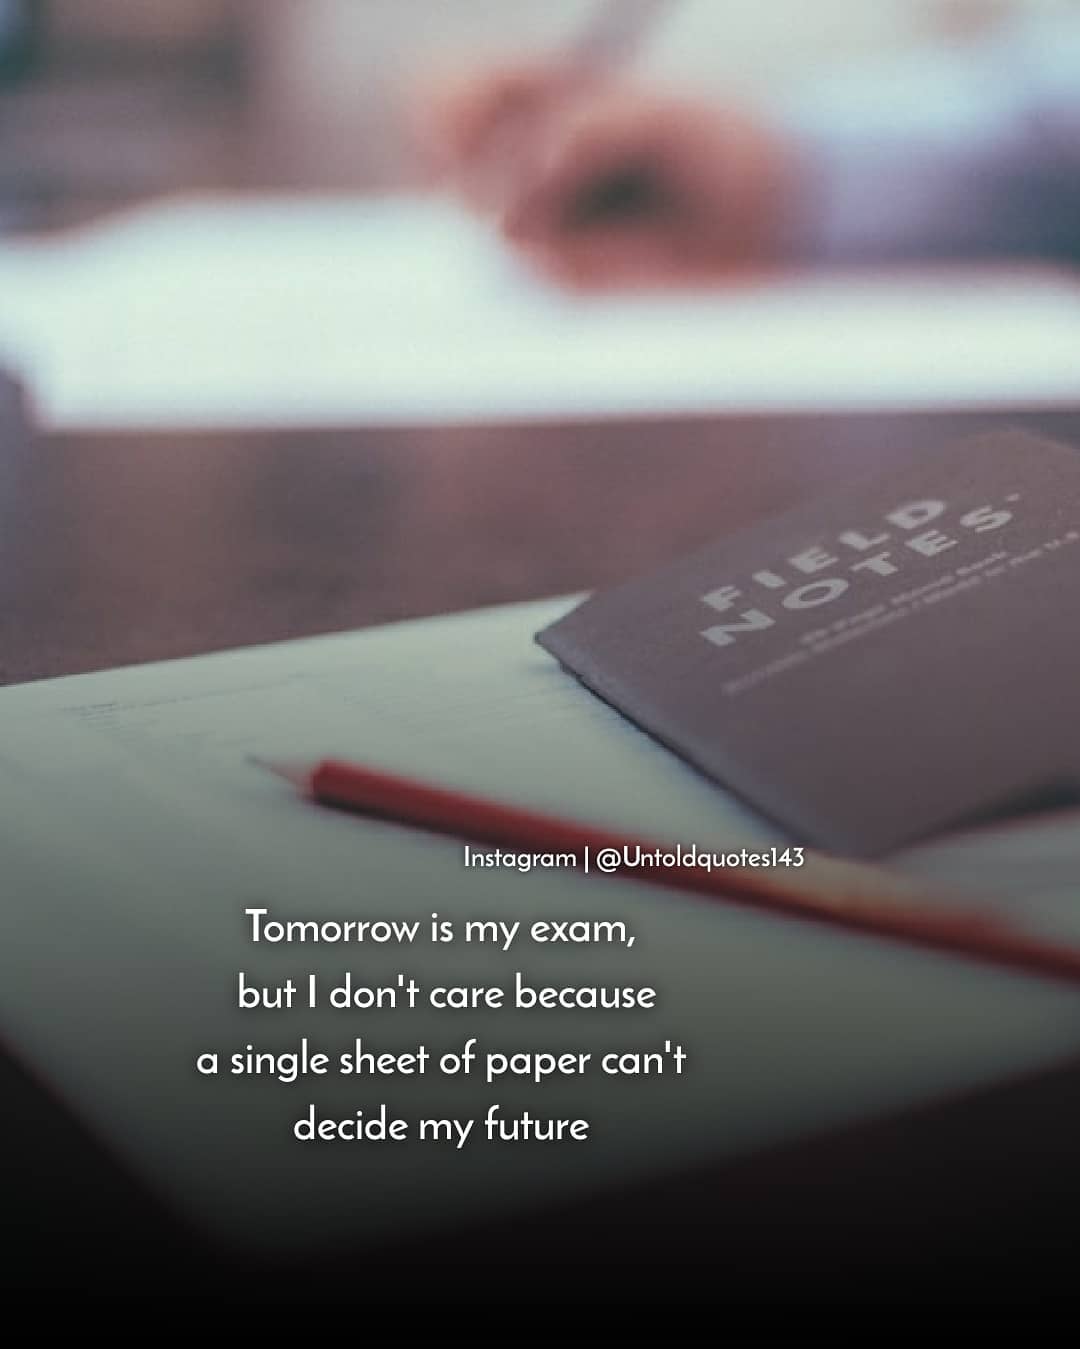 FIELD
NOTES
Instagram | @Untoldquotes143
Tomorrow is my exam,
but I don't care because
a single sheet of paper can't
decide my future